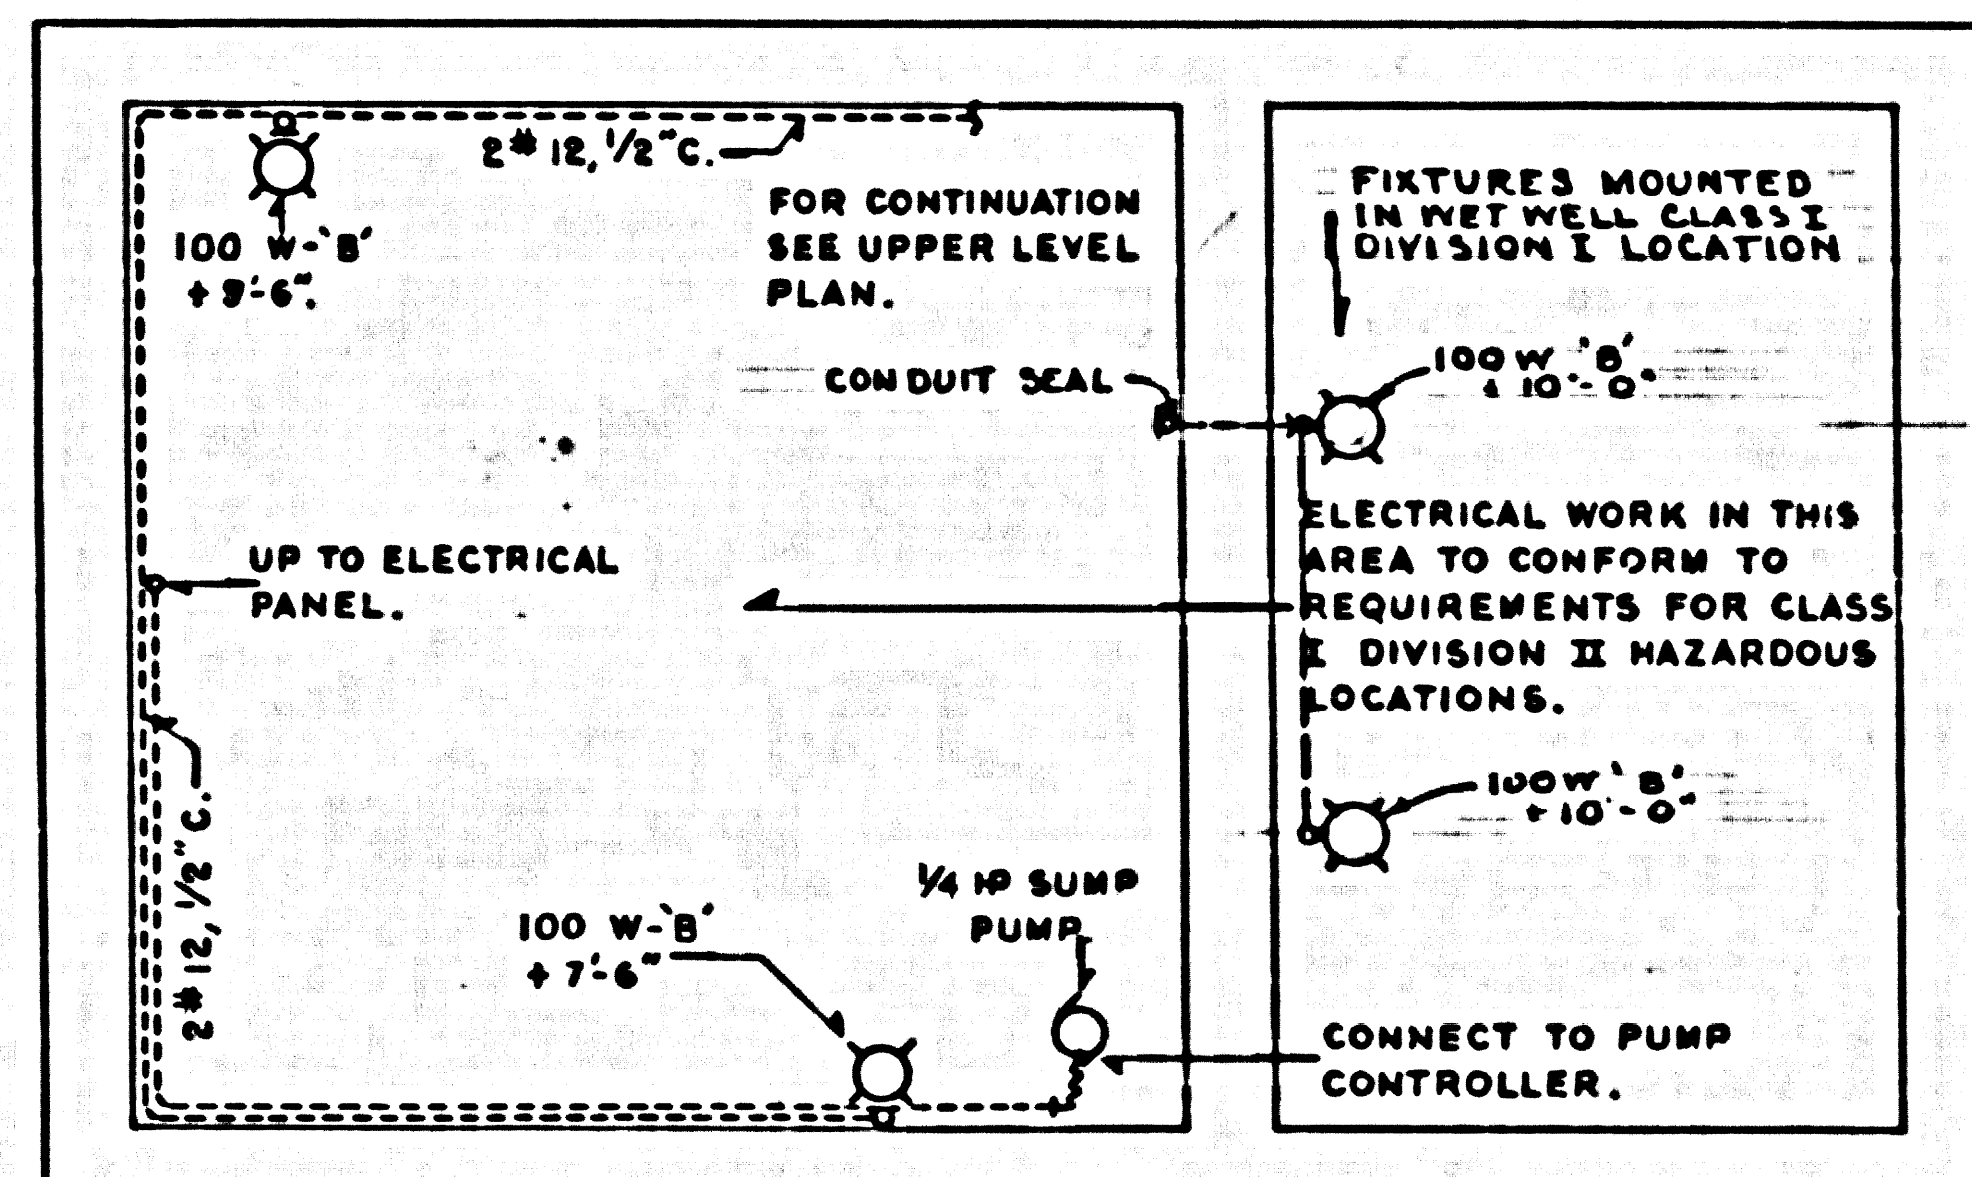 2#12, 1/2"C.
100 W-'B'
+ 9'-6".
FOR CONTINUATION
SEE UPPER LEVEL
PLAN.
CONDUIT SEAL
UP TO ELECTRICAL
PANEL.
2#12, 1/2"C.
100 W-'B'
+ 7'-6"
1/4 HP SUMP
PUMP
FIXTURES MOUNTED
IN WET WELL CLASS I
DIVISION I LOCATION
100W 'B'
+ 10'-0"
ELECTRICAL WORK IN THIS
AREA TO CONFORM TO
REQUIREMENTS FOR CLASS
I DIVISION II HAZARDOUS
LOCATIONS.
100W 'B'
+10'-0"
CONNECT TO PUMP
CONTROLLER.